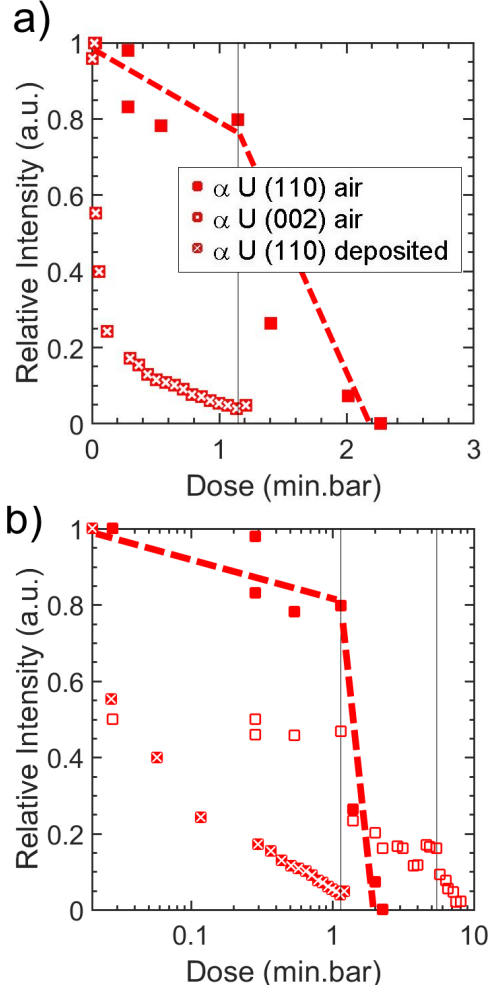 a)
Relative Intensity (a.u.)
1
0.8
0.6
0.4
0.2
0
α U (110) air
α U (002) air
α U (110) deposited
0 1 2 3
Dose (min.bar)
b)
Relative Intensity (a.u.)
1
0.8
0.6
0.4
0.2
0
0.1 1 10
Dose (min.bar)